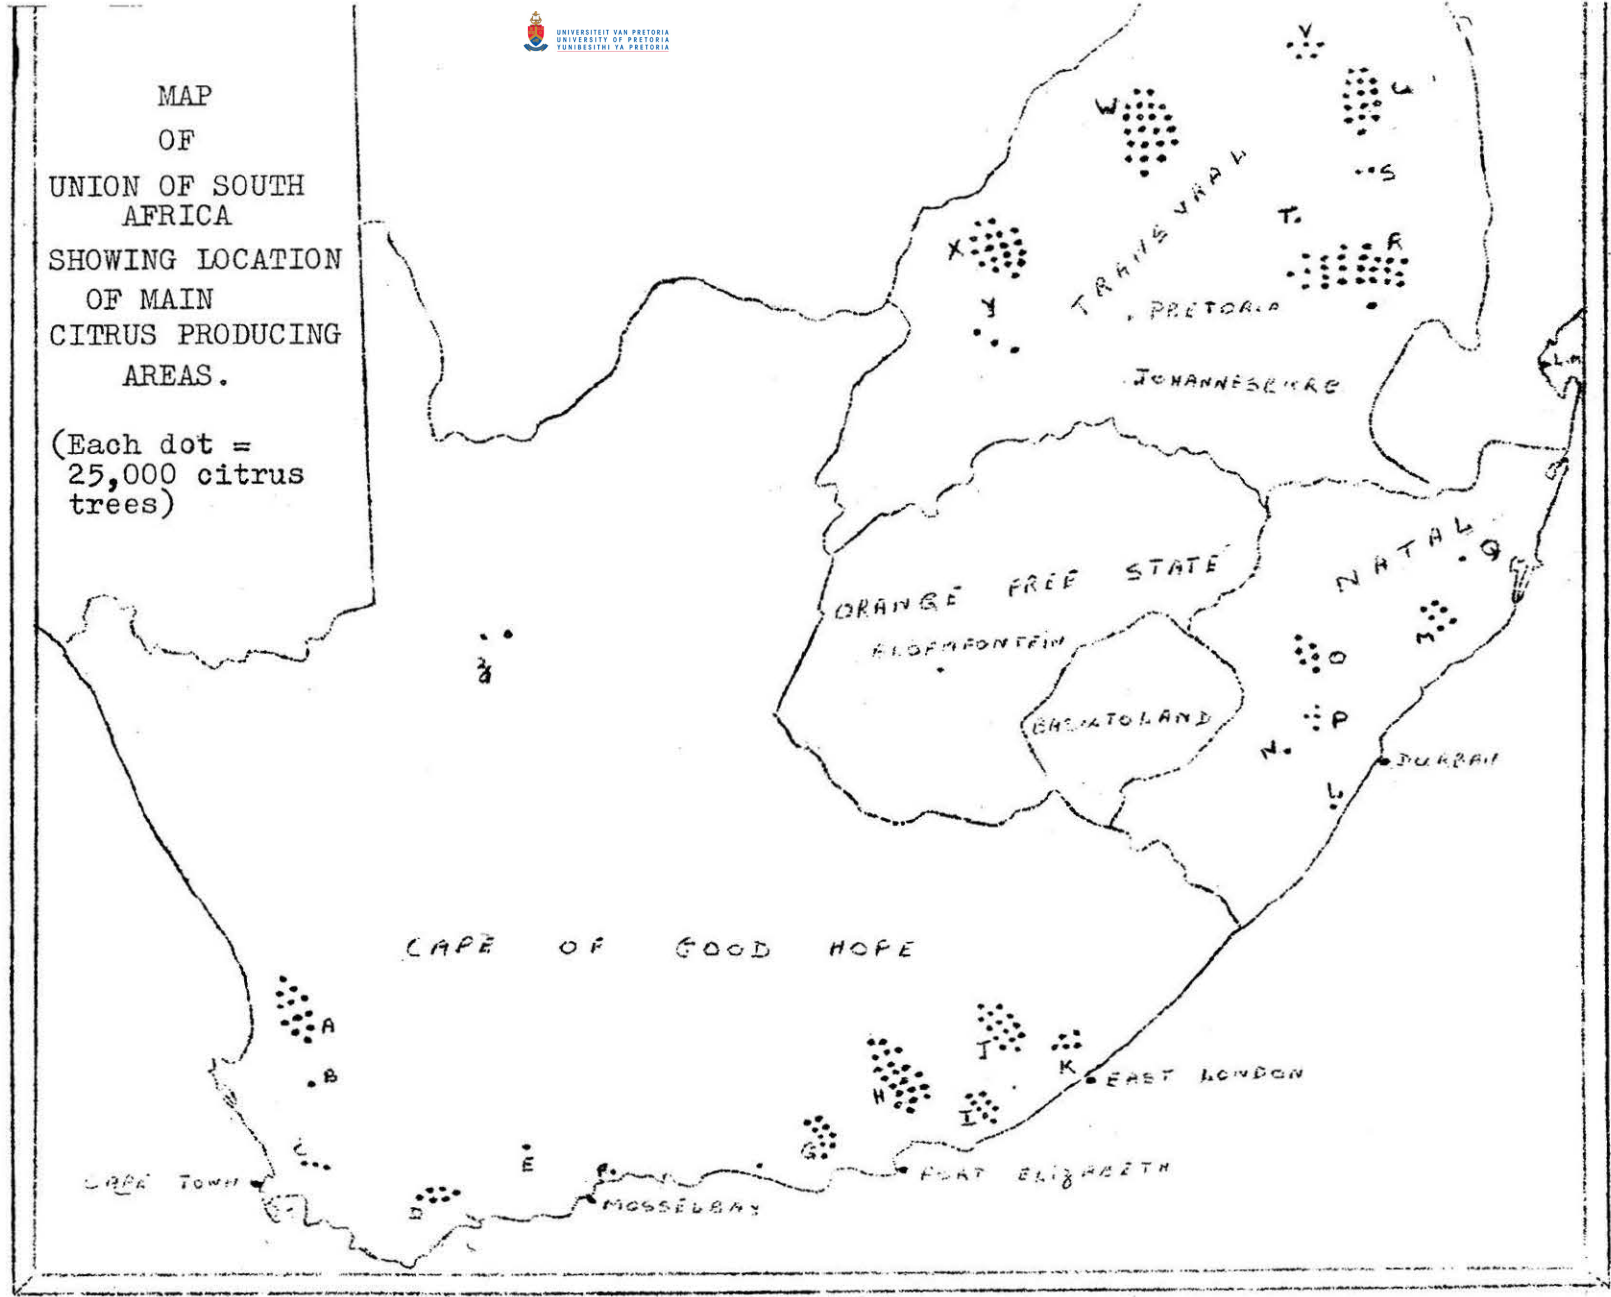 UNIVERSITEIT VAN PRETORIA
UNIVERSITY OF PRETORIA
YUNIBESITHI YA PRETORIA
MAP
OF
UNION OF SOUTH
AFRICA
SHOWING LOCATION
OF MAIN
CITRUS PRODUCING
AREAS.
(Each dot =
25,000 citrus
trees)
V
U
W
S
T.
R
X
Y
TRANSVAAL
PRETORIA
JOHANNESBURG
L.M.
NATAL
Q
ORANGE FREE STATE
BLOEMFONTEIN
M
O
P
N.
L
BASUTOLAND
DURBAN
Z
CAPE OF GOOD HOPE
A
B
C
D
E
F.
G
H
I
J
K
EAST LONDON
PORT ELIZABETH
CAPE TOWN
MOSSELBAY